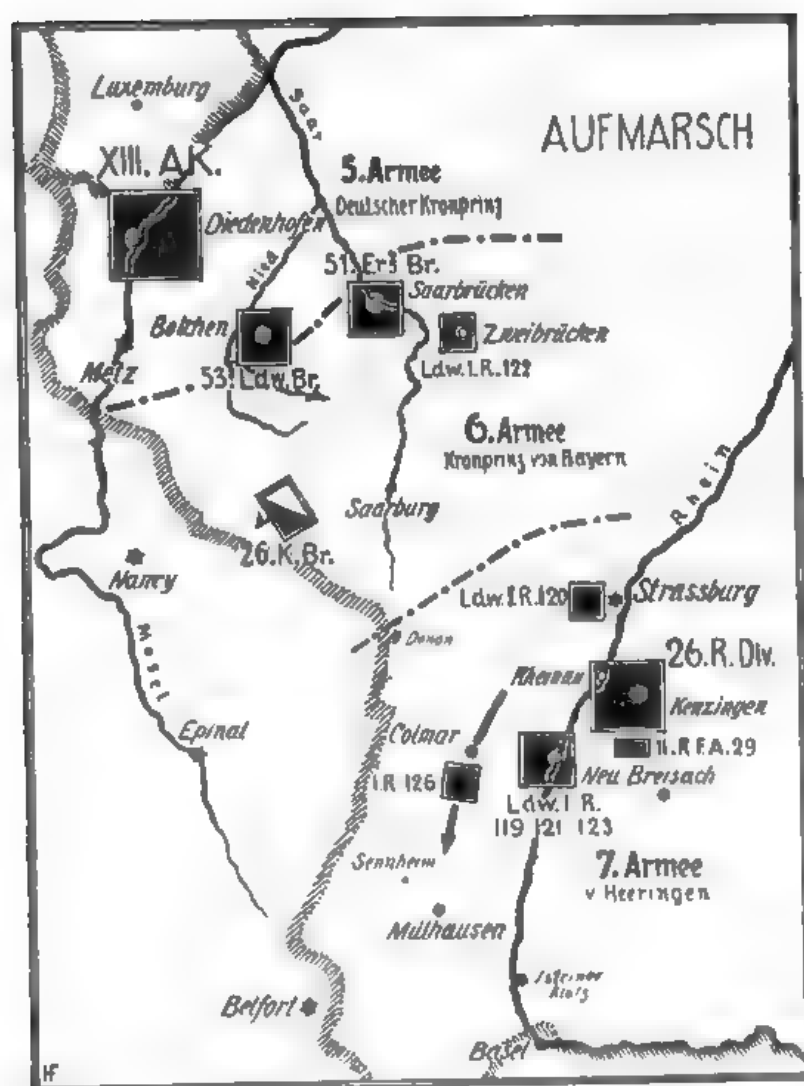 AUFMARSCH
Luxemburg
Saar
XIII. A.K.
5. Armee
Deutscher Kronprinz
Diedenhofen
Nied
51. Ers Br.
Saarbrücken
Bolchen
Zweibrücken
Metz
53. Ldw. Br.
Ldw. I.R. 122
6. Armee
Kronprinz von Bayern
Rhein
Saarburg
26. K. Br.
Nancy
Ldw. I.R. 120
Strassburg
Mosel
Donon
26. R. Div.
Rheinau
Kenzingen
Epinal
Colmar
II. R F.A. 29
I.R. 126
Neu Breisach
Ldw. I R.
119 121 123
Sennheim
7. Armee
v Heeringen
Mülhausen
Isteiner
Klotz
Belfort
Basel
HF